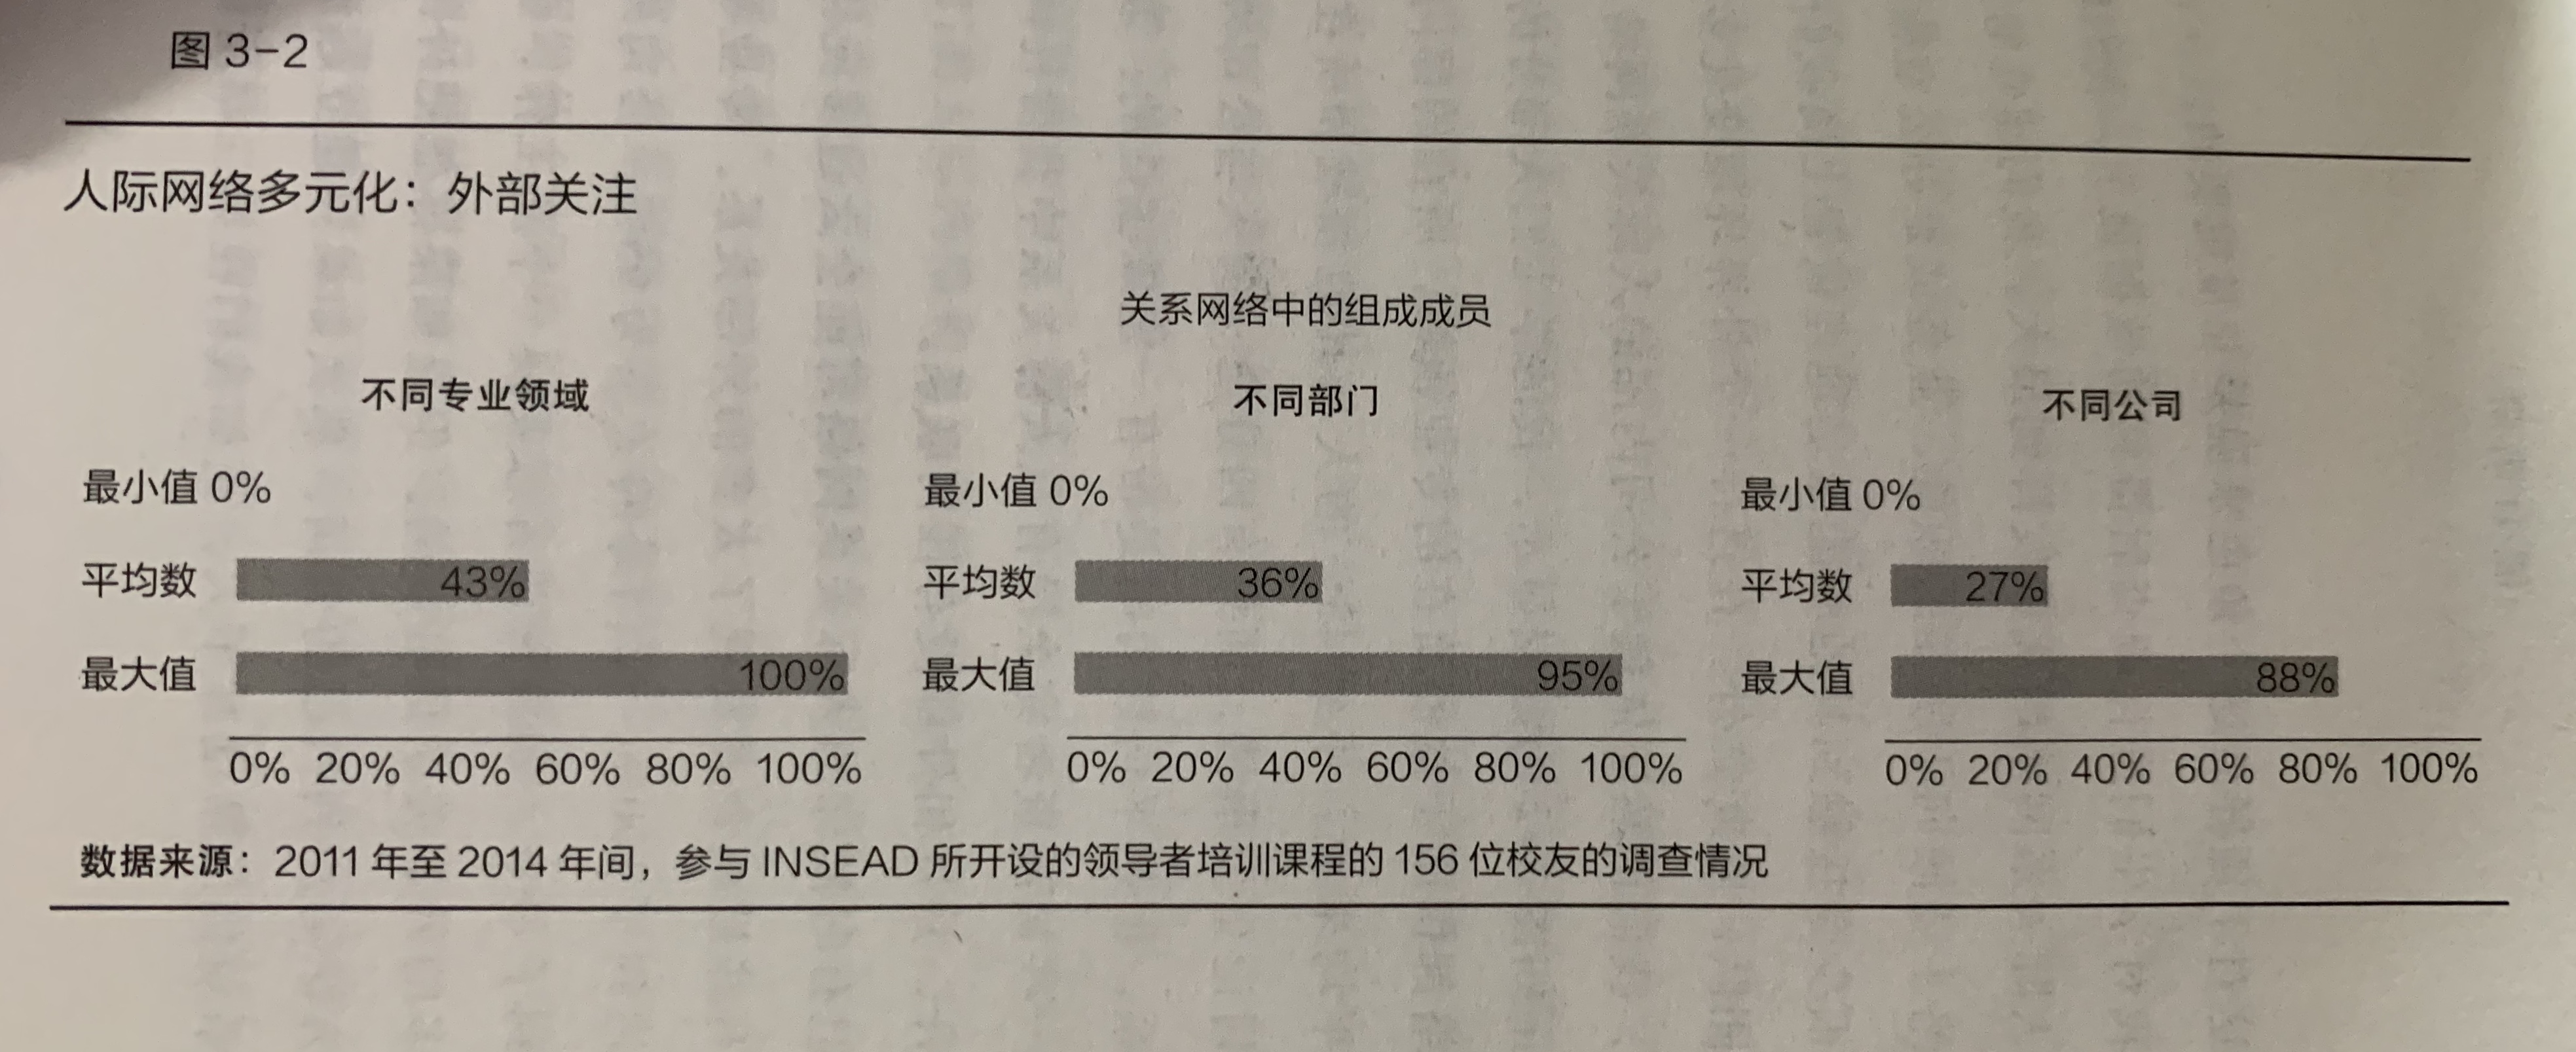 图 3-2
人际网络多元化：外部关注
关系网络中的组成成员
不同专业领域
最小值 0%
平均数 43%
最大值 100%
0% 20% 40% 60% 80% 100%
不同部门
最小值 0%
平均数 36%
最大值 95%
0% 20% 40% 60% 80% 100%
不同公司
最小值 0%
平均数 27%
最大值 88%
0% 20% 40% 60% 80% 100%
数据来源：2011 年至 2014 年间，参与 INSEAD 所开设的领导者培训课程的 156 位校友的调查情况